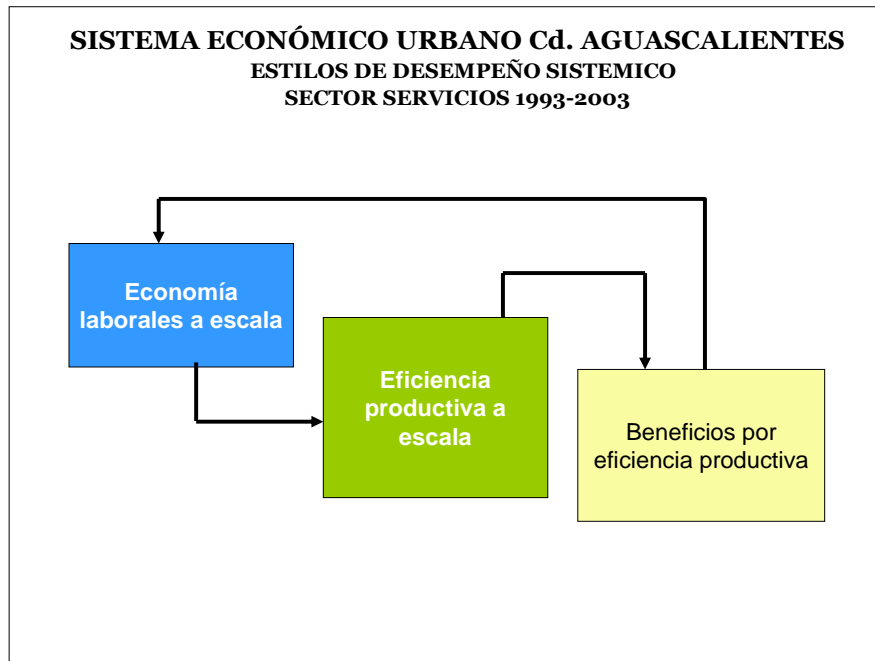 SISTEMA ECONÓMICO URBANO Cd. AGUASCALIENTES
ESTILOS DE DESEMPEÑO SISTEMICO
SECTOR SERVICIOS 1993-2003
Economía
laborales a escala
Eficiencia
productiva a
escala
Beneficios por
eficiencia productiva